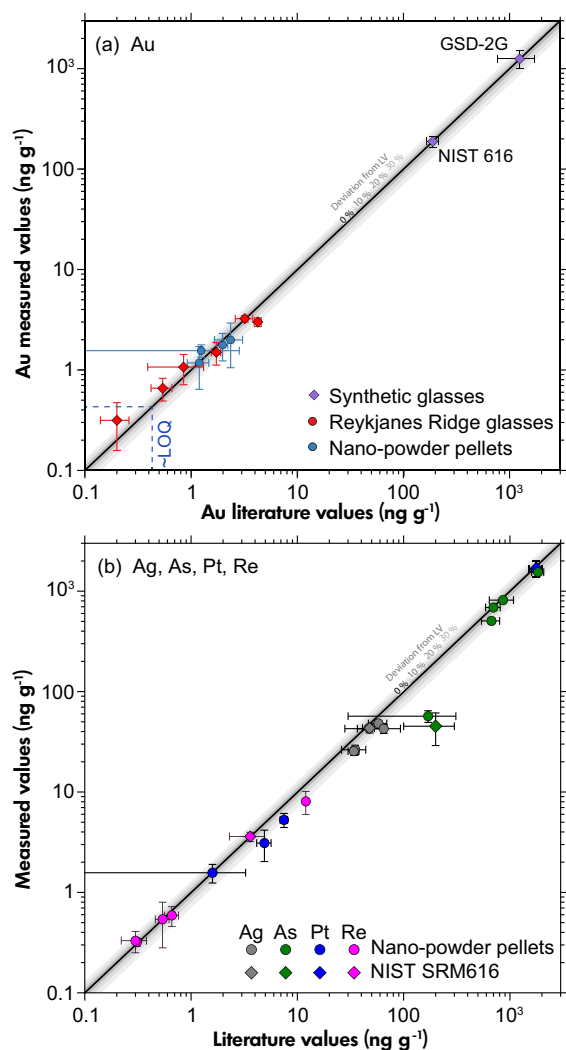 (a) Au
GSD-2G
NIST 616
Deviation from LV
0 % 10 % 20 % 30 %
~LOQ
Synthetic glasses
Reykjanes Ridge glasses
Nano-powder pellets
10³
100
10
1
0.1
Au measured values (ng g⁻¹)
0.1 1 10 100 10³
Au literature values (ng g⁻¹)
(b) Ag, As, Pt, Re
Deviation from LV
0 % 10 % 20 % 30 %
Ag As Pt Re
Nano-powder pellets
NIST SRM616
10³
100
10
1
0.1
Measured values (ng g⁻¹)
0.1 1 10 100 10³
Literature values (ng g⁻¹)